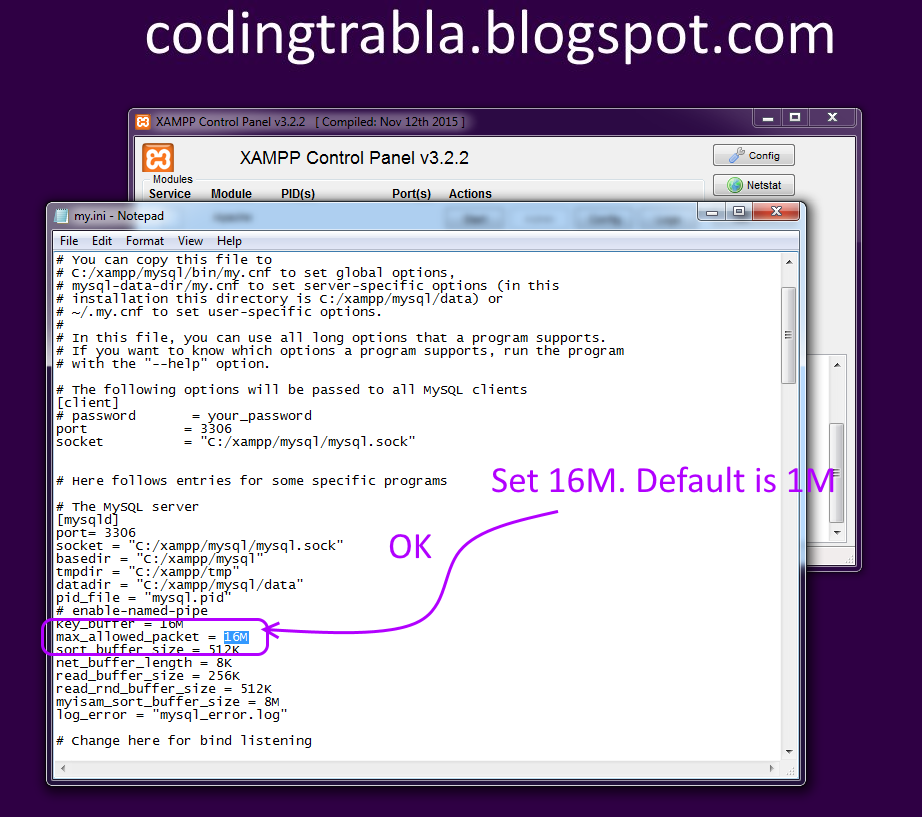 codingtrabla.blogspot.com
XAMPP Control Panel v3.2.2 [ Compiled: Nov 12th 2015 ]
XAMPP Control Panel v3.2.2
Config
Modules
Service Module PID(s) Port(s) Actions
Netstat
my.ini - Notepad
File Edit Format View Help
# You can copy this file to
# C:/xampp/mysql/bin/my.cnf to set global options,
# mysql-data-dir/my.cnf to set server-specific options (in this
# installation this directory is C:/xampp/mysql/data) or
# ~/.my.cnf to set user-specific options.
#
# In this file, you can use all long options that a program supports.
# If you want to know which options a program supports, run the program
# with the "--help" option.
# The following options will be passed to all MySQL clients
[client]
# password = your_password
port = 3306
socket = "C:/xampp/mysql/mysql.sock"
# Here follows entries for some specific programs
Set 16M. Default is 1M
# The MySQL server
[mysqld]
port= 3306
socket = "C:/xampp/mysql/mysql.sock"
OK
basedir = "C:/xampp/mysql"
tmpdir = "C:/xampp/tmp"
datadir = "C:/xampp/mysql/data"
pid_file = "mysql.pid"
# enable-named-pipe
key_buffer = 16M
max_allowed_packet = 16M
sort_buffer_size = 512K
net_buffer_length = 8K
read_buffer_size = 256K
read_rnd_buffer_size = 512K
myisam_sort_buffer_size = 8M
log_error = "mysql_error.log"
# Change here for bind listening